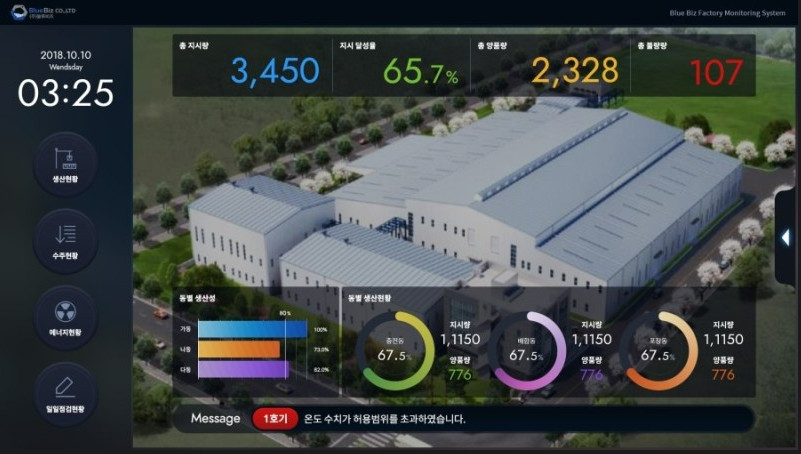 BlueBiz CO.,LTD
Blue Biz Factory Monitoring System
2018.10.10
Wendsday
03:25
생산현황
수주현황
에너지현황
일일점검현황
총 지시량
3,450
지시 달성률
65.7%
총 양품량
2,328
총 불량량
107
동별 생산성
80%
가동
100%
나동
73.0%
다동
82.0%
동별 생산현황
충전동
67.5%
지시량
1,1150
양품량
776
배합동
67.5%
지시량
1,1150
양품량
776
포장동
67.5%
지시량
1,1150
양품량
776
Message 1호기 온도 수치가 허용범위를 초과하였습니다.